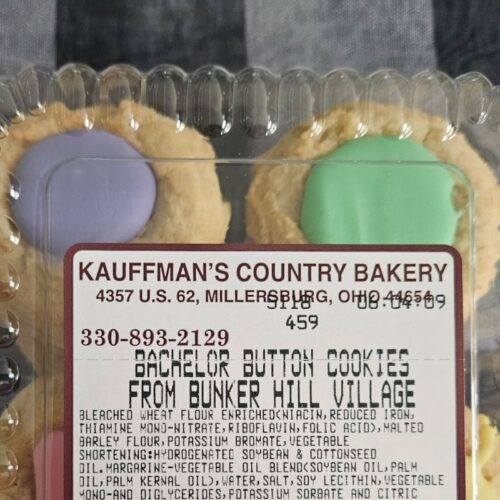 KAUFFMAN'S COUNTRY BAKERY
4357 U.S. 62, MILLERSBURG, OHIO 44654
5118 08:04:09
459
330-893-2129
BACHELOR BUTTON COOKIES
FROM BUNKER HILL VILLAGE
BLEACHED WHEAT FLOUR ENRICHED<NIACIN,REDUCED IRON,
THIAMINE MONO-NITRATE,RIBOFLAVIN,FOLIC ACID>,MALTED
BARLEY FLOUR,POTASSIUM BROMATE,VEGETABLE
SHORTENING:HYDROGENATED SOYBEAN & COTTONSEED
OIL.MARGARINE-VEGETABLE OIL BLEND<SOYBEAN OIL,PALM
OIL,PALM KERNAL OIL>,WATER,SALT,SOY LECITHIN,VEGETABLE
MONO-AND DIGLYCERIDES,POTASSIUM SORBATE AND CITRIC